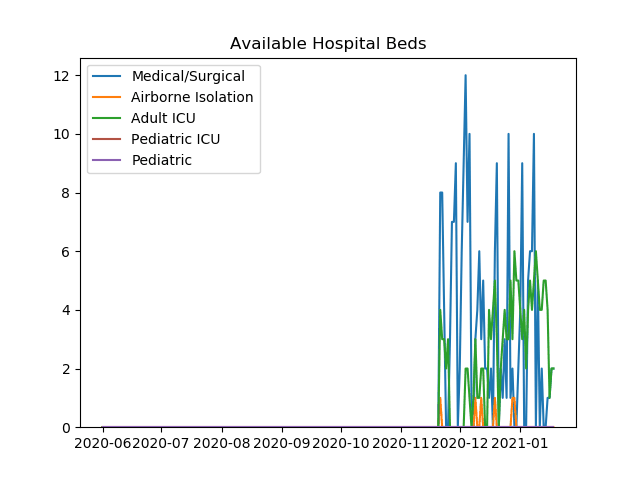 Available Hospital Beds
Medical/Surgical
Airborne Isolation
Adult ICU
Pediatric ICU
Pediatric
12
10
8
6
4
2
0
2020-06 2020-07 2020-08 2020-09 2020-10 2020-11 2020-12 2021-01